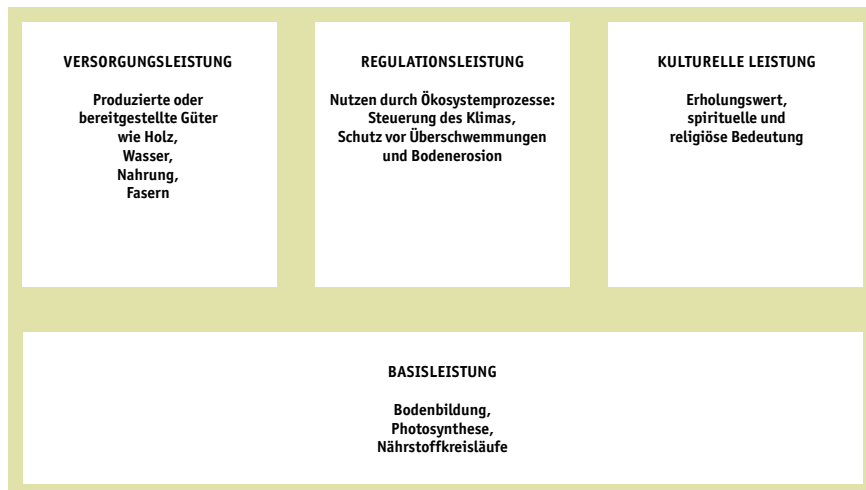 VERSORGUNGSLEISTUNG
Produzierte oder
bereitgestellte Güter
wie Holz,
Wasser,
Nahrung,
Fasern
REGULATIONSLEISTUNG
Nutzen durch Ökosystemprozesse:
Steuerung des Klimas,
Schutz vor Überschwemmungen
und Bodenerosion
KULTURELLE LEISTUNG
Erholungswert,
spirituelle und
religiöse Bedeutung
BASISLEISTUNG
Bodenbildung,
Photosynthese,
Nährstoffkreisläufe